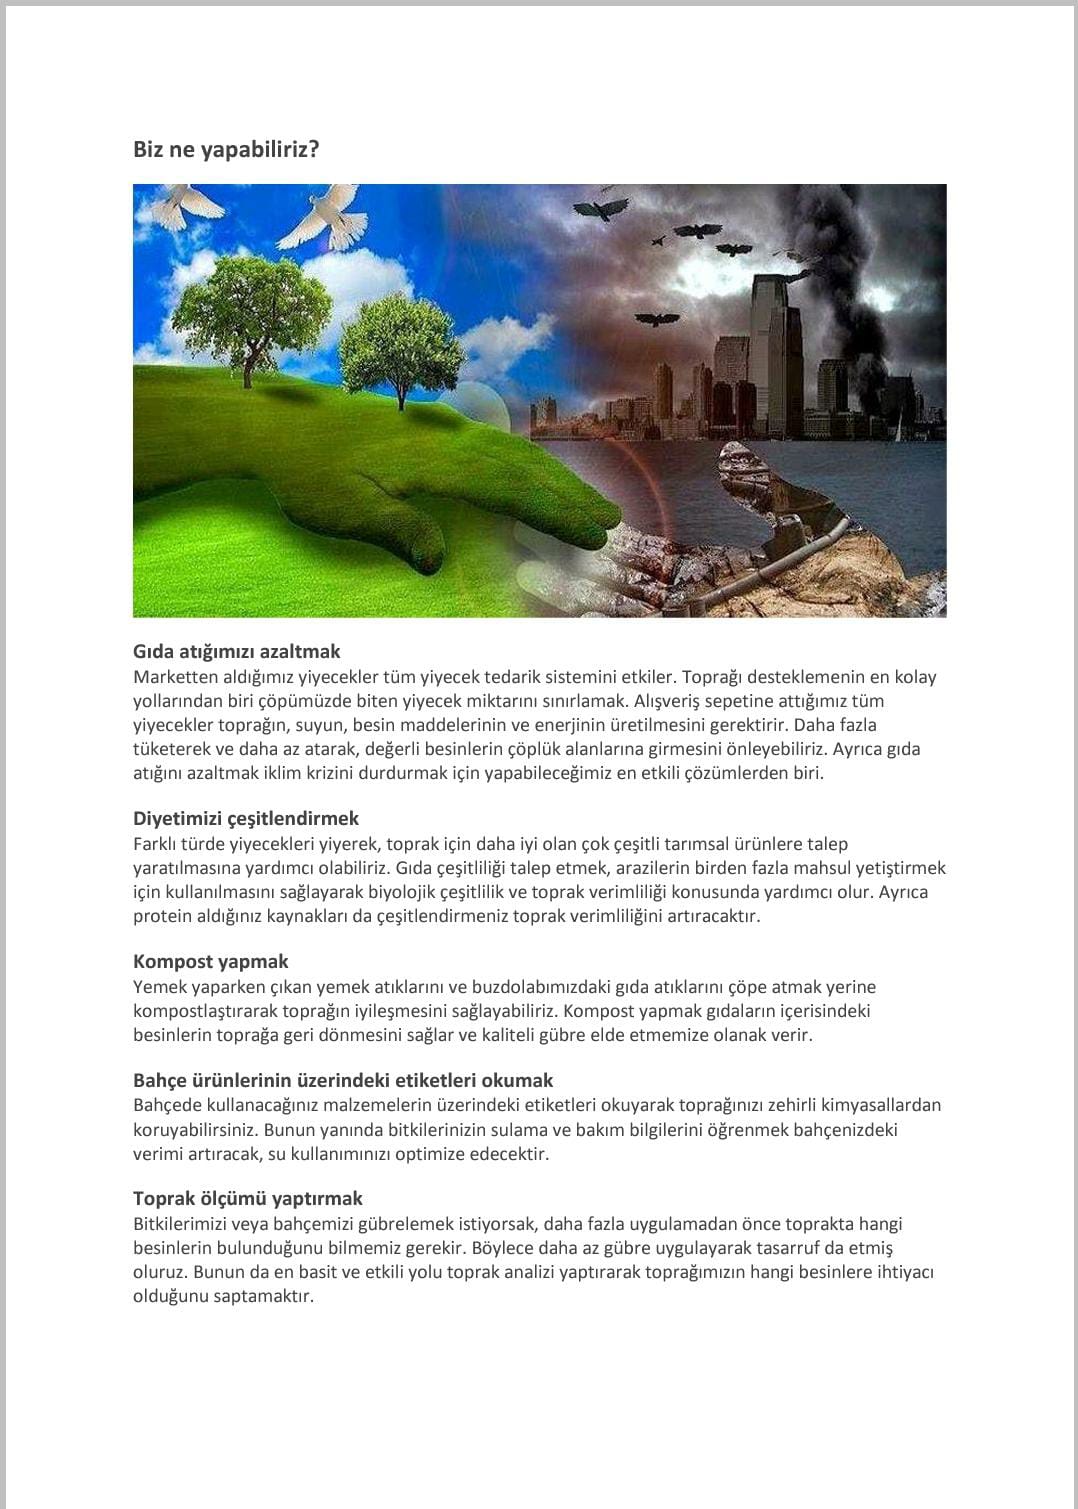 Biz ne yapabiliriz?
Gıda atığımızı azaltmak
Marketten aldığımız yiyecekler tüm yiyecek tedarik sistemini etkiler. Toprağı desteklemenin en kolay
yollarından biri çöpümüzde biten yiyecek miktarını sınırlamak. Alışveriş sepetine attığımız tüm
yiyecekler toprağın, suyun, besin maddelerinin ve enerjinin üretilmesini gerektirir. Daha fazla
tüketerek ve daha az atarak, değerli besinlerin çöplük alanlarına girmesini önleyebiliriz. Ayrıca gıda
atığını azaltmak iklim krizini durdurmak için yapabileceğimiz en etkili çözümlerden biri.
Diyetimizi çeşitlendirmek
Farklı türde yiyecekleri yiyerek, toprak için daha iyi olan çok çeşitli tarımsal ürünlere talep
yaratılmasına yardımcı olabiliriz. Gıda çeşitliliği talep etmek, arazilerin birden fazla mahsul yetiştirmek
için kullanılmasını sağlayarak biyolojik çeşitlilik ve toprak verimliliği konusunda yardımcı olur. Ayrıca
protein aldığınız kaynakları da çeşitlendirmeniz toprak verimliliğini artıracaktır.
Kompost yapmak
Yemek yaparken çıkan yemek atıklarını ve buzdolabımızdaki gıda atıklarını çöpe atmak yerine
kompostlaştırarak toprağın iyileşmesini sağlayabiliriz. Kompost yapmak gıdaların içerisindeki
besinlerin toprağa geri dönmesini sağlar ve kaliteli gübre elde etmemize olanak verir.
Bahçe ürünlerinin üzerindeki etiketleri okumak
Bahçede kullanacağınız malzemelerin üzerindeki etiketleri okuyarak toprağınızı zehirli kimyasallardan
koruyabilirsiniz. Bunun yanında bitkilerinizin sulama ve bakım bilgilerini öğrenmek bahçenizdeki
verimi artıracak, su kullanımınızı optimize edecektir.
Toprak ölçümü yaptırmak
Bitkilerimizi veya bahçemizi gübrelemek istiyorsak, daha fazla uygulamadan önce toprakta hangi
besinlerin bulunduğunu bilmemiz gerekir. Böylece daha az gübre uygulayarak tasarruf da etmiş
oluruz. Bunun da en basit ve etkili yolu toprak analizi yaptırarak toprağımızın hangi besinlere ihtiyacı
olduğunu saptamaktır.